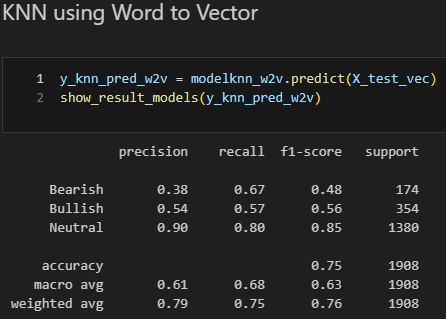 KNN using Word to Vector
1 y_knn_pred_w2v = modelknn_w2v.predict(X_test_vec)
2 show_result_models(y_knn_pred_w2v)
precision recall f1-score support
Bearish 0.38 0.67 0.48 174
Bullish 0.54 0.57 0.56 354
Neutral 0.90 0.80 0.85 1380
accuracy 0.75 1908
macro avg 0.61 0.68 0.63 1908
weighted avg 0.79 0.75 0.76 1908